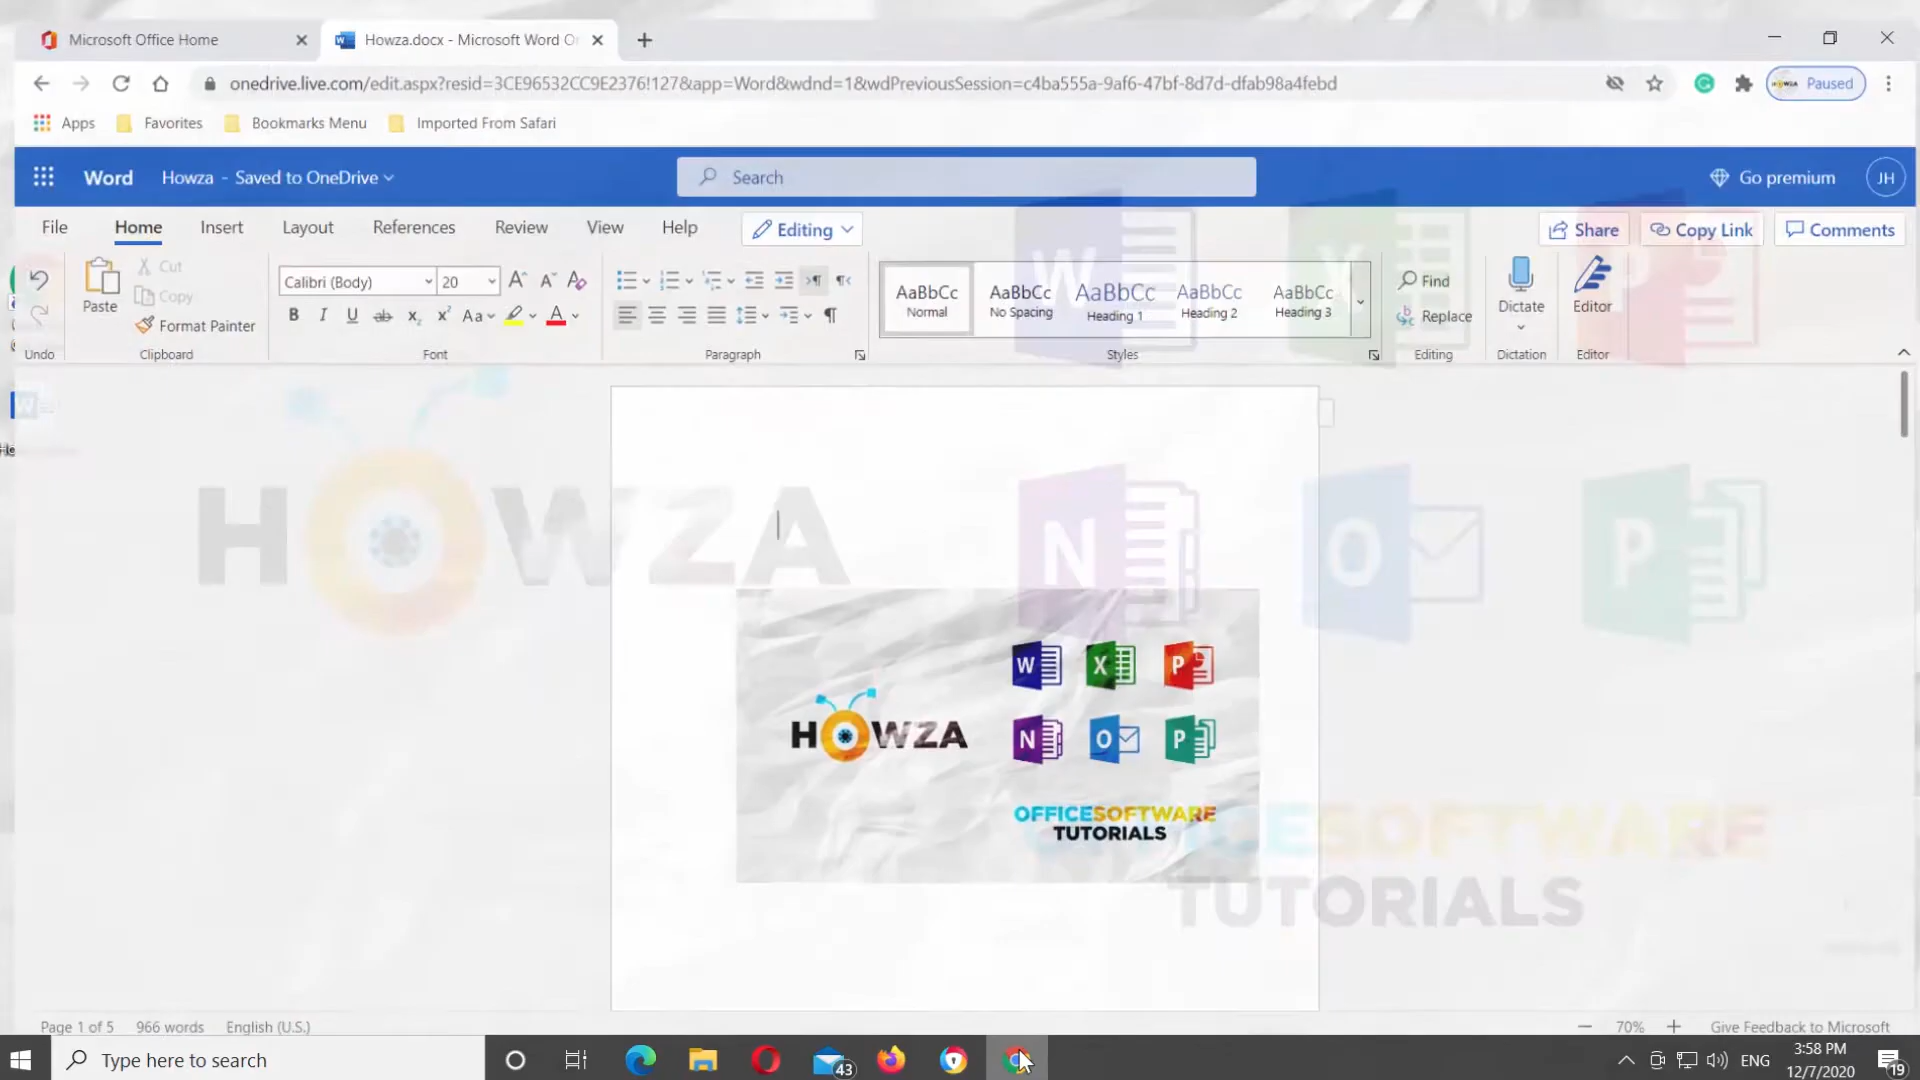 Microsoft Office Home
Howza.docx - Microsoft Word On
onedrive.live.com/edit.aspx?resid=3CE96532CC9E2376!127&app=Word&wdnd=1&wdPreviousSession=c4ba555a-9af6-47bf-8d7d-dfab98a4febd
Paused
Apps
Favorites
Bookmarks Menu
Imported From Safari
Word
Howza - Saved to OneDrive
Search
Go premium
JH
File
Home
Insert
Layout
References
Review
View
Help
Editing
Share
Copy Link
Comments
Paste
Cut
Copy
Format Painter
Calibri (Body)
20
AaBbCc
Normal
AaBbCc
No Spacing
AaBbCc
Heading 1
AaBbCc
Heading 2
AaBbCc
Heading 3
Find
Replace
Dictate
Editor
Undo
Clipboard
Font
Paragraph
Styles
Editing
Dictation
Editor
HOWZA
HOWZA
OFFICESOFTWARE
TUTORIALS
SOFTWARE
TUTORIALS
Page 1 of 5
966 words
English (U.S.)
70%
Give Feedback to Microsoft
Type here to search
43
ENG
3:58 PM
12/7/2020
19